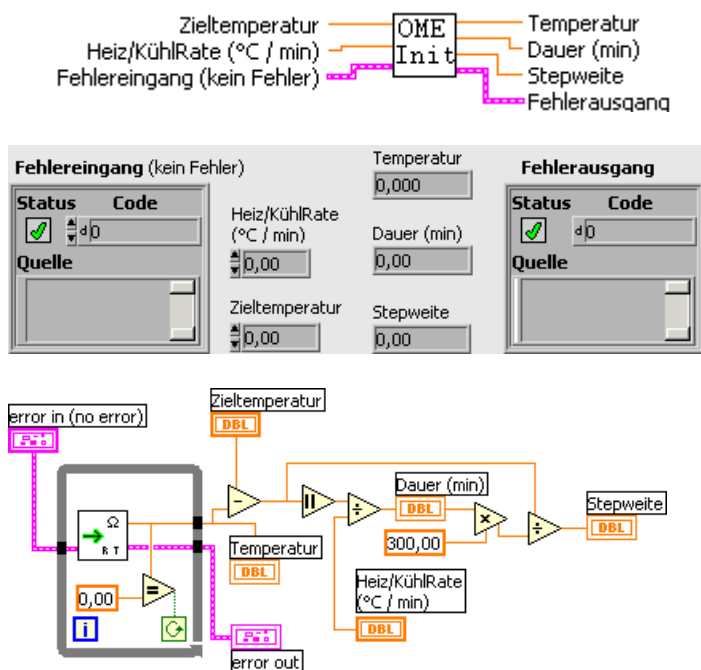 Zieltemperatur
Heiz/KühlRate (°C / min)
Fehlereingang (kein Fehler)
OME
Init
Temperatur
Dauer (min)
Stepweite
Fehlerausgang
Fehlereingang (kein Fehler)
Status Code
d 0
Quelle
Heiz/KühlRate
(°C / min)
0,00
Zieltemperatur
0,00
Temperatur
0,000
Dauer (min)
0,00
Stepweite
0,00
Fehlerausgang
Status Code
d 0
Quelle
error in (no error)
Zieltemperatur
DBL
Ω
R T
0,00
=
i
-
||
÷
Temperatur
DBL
Dauer (min)
DBL
300,00
x
÷
Stepweite
DBL
Heiz/KühlRate
(°C / min)
DBL
error out